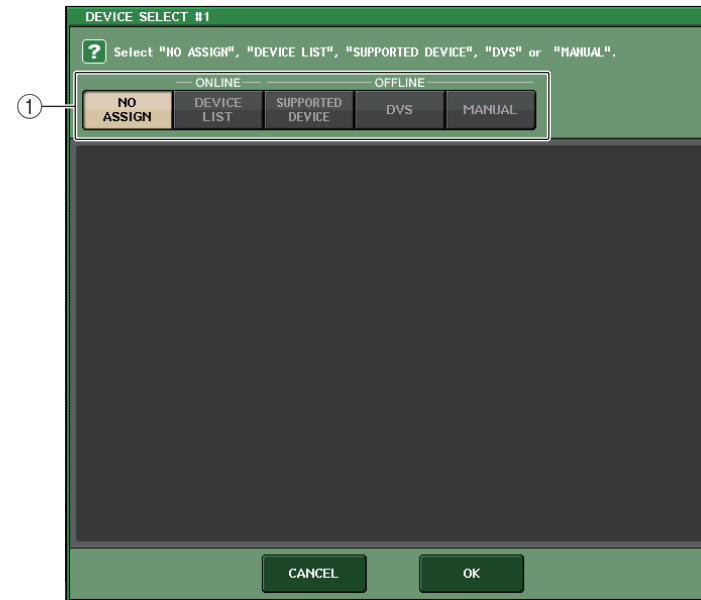 DEVICE SELECT #1
? Select "NO ASSIGN", "DEVICE LIST", "SUPPORTED DEVICE", "DVS" or "MANUAL".
ONLINE OFFLINE
①
NO ASSIGN
DEVICE LIST
SUPPORTED DEVICE
DVS
MANUAL
CANCEL OK